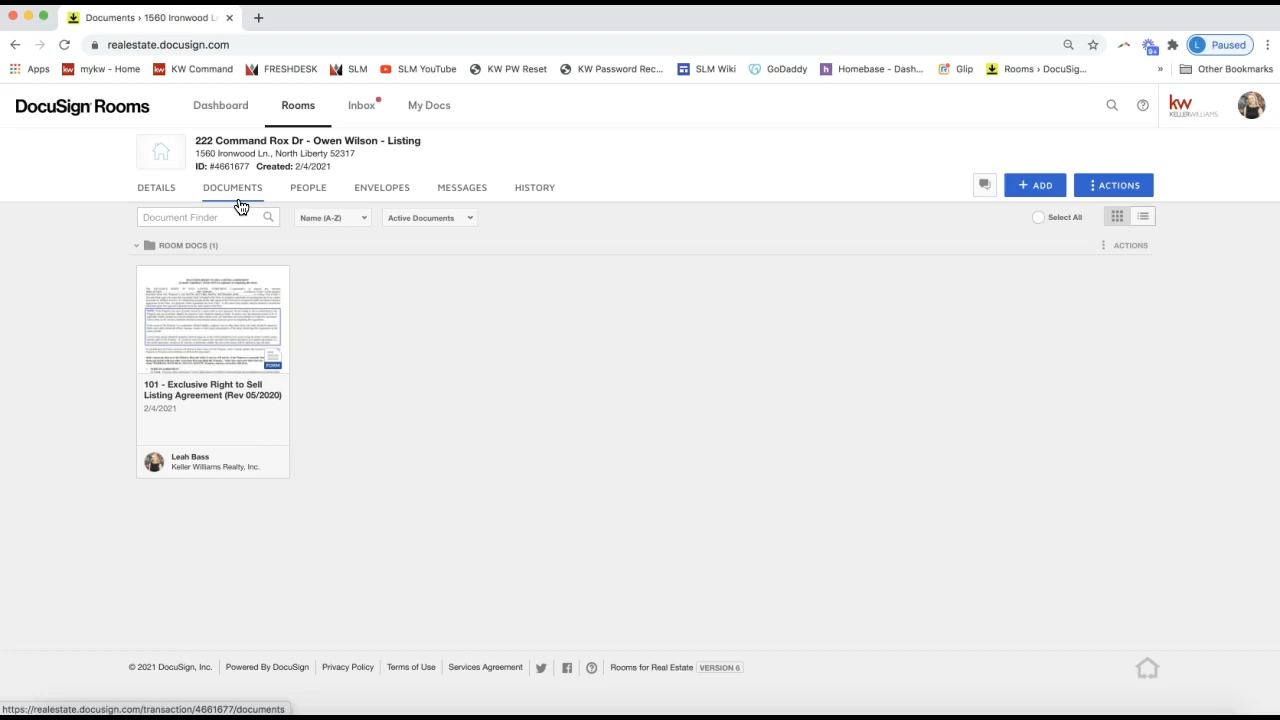 Documents › 1560 Ironwood L
realestate.docusign.com
L Paused
Apps mykw - Home KW Command FRESHDESK SLM SLM YouTube KW PW Reset KW Password Rec... SLM Wiki GoDaddy Homebase - Dash... Glip Rooms › DocuSig... » Other Bookmarks
DocuSign Rooms Dashboard Rooms Inbox My Docs
kw
KELLERWILLIAMS.
222 Command Rox Dr - Owen Wilson - Listing
1560 Ironwood Ln., North Liberty 52317
ID: #4661677 Created: 2/4/2021
DETAILS DOCUMENTS PEOPLE ENVELOPES MESSAGES HISTORY
+ ADD
ACTIONS
Document Finder Name (A-Z) Active Documents Select All
ROOM DOCS (1) ACTIONS
FORM
101 - Exclusive Right to Sell
Listing Agreement (Rev 05/2020)
2/4/2021
Leah Bass
Keller Williams Realty, Inc.
© 2021 DocuSign, Inc. Powered By DocuSign Privacy Policy Terms of Use Services Agreement Rooms for Real Estate VERSION 6
https://realestate.docusign.com/transaction/4661677/documents